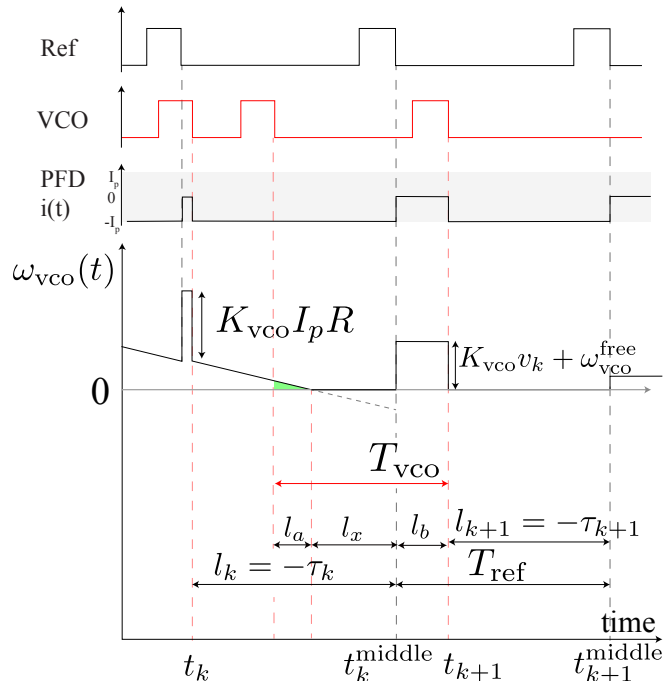 Ref
VCO
PFD
i(t)
I_p
0
-I_p
ω_vco(t)
K_vco I_p R
K_vco v_k + ω_vco^free
0
T_vco
l_a
l_x
l_b
l_{k+1} = −τ_{k+1}
l_k = −τ_k
T_ref
time
t_k
t_k^middle
t_{k+1}
t_{k+1}^middle